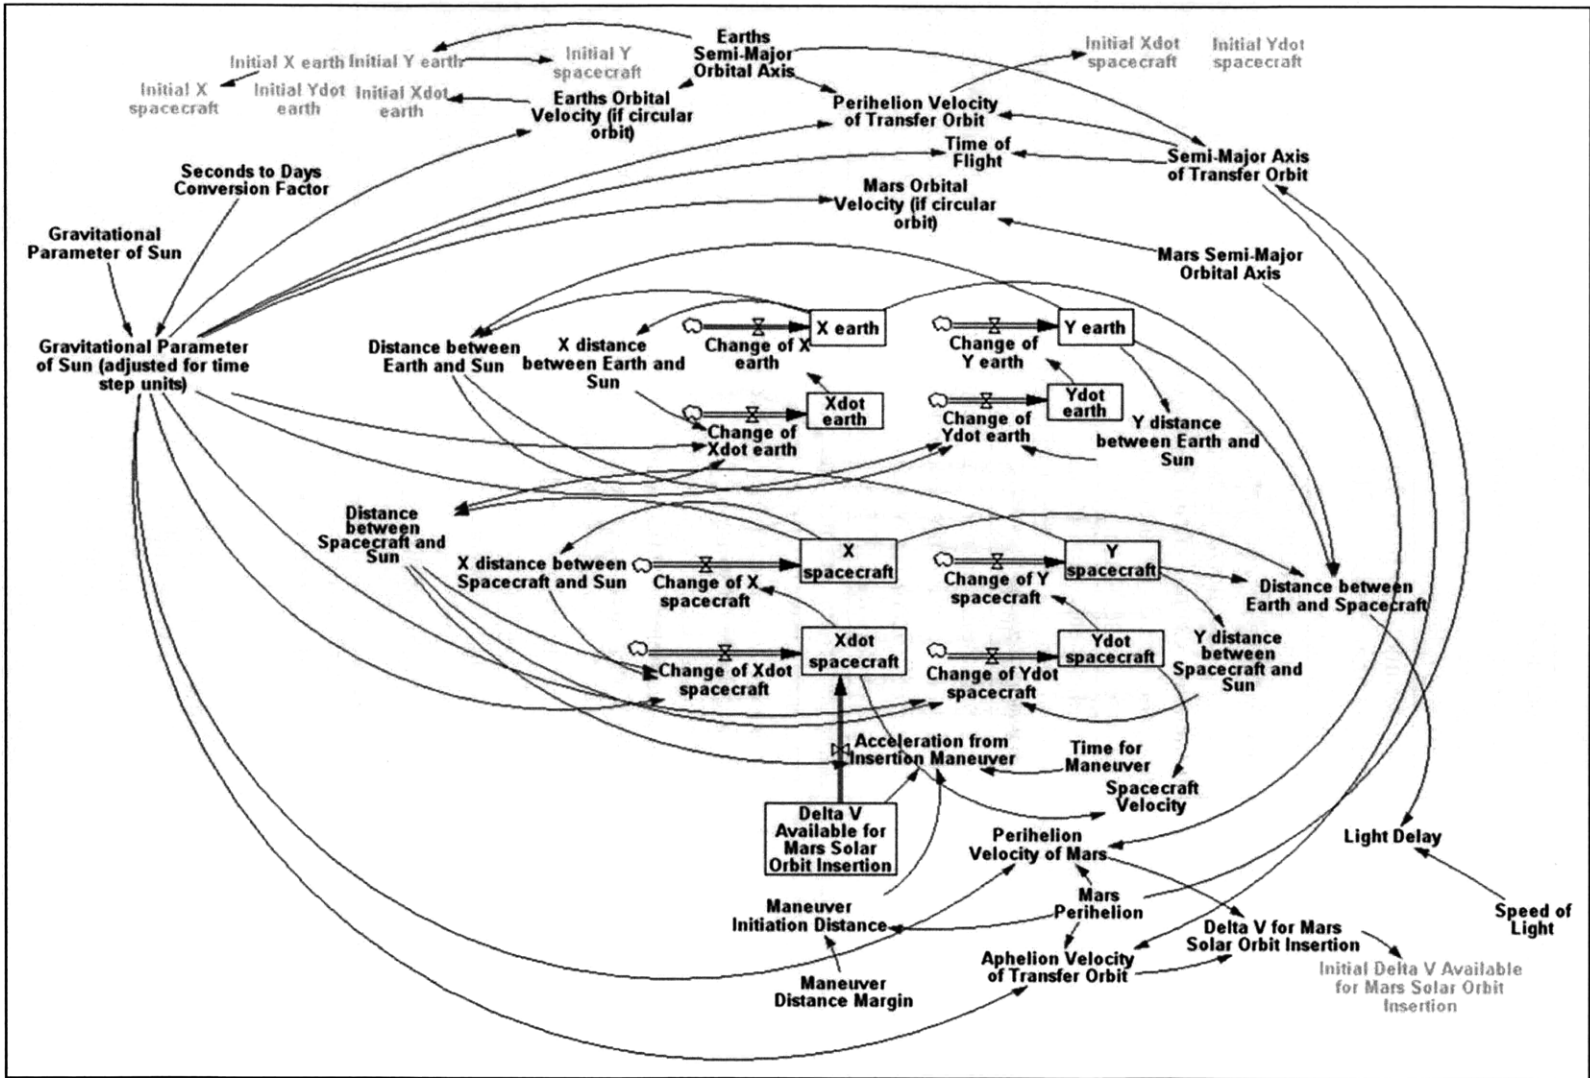 Earths
Semi-Major
Orbital Axis
Initial X earth
Initial Y earth
Initial Y
spacecraft
Initial Xdot
spacecraft
Initial Ydot
spacecraft
Initial X
spacecraft
Initial Ydot
earth
Initial Xdot
earth
Earths Orbital
Velocity (if circular
orbit)
Perihelion Velocity
of Transfer Orbit
Time of
Flight
Semi-Major Axis
of Transfer Orbit
Seconds to Days
Conversion Factor
Mars Orbital
Velocity (if circular
orbit)
Gravitational
Parameter of Sun
Mars Semi-Major
Orbital Axis
Gravitational Parameter
of Sun (adjusted for time
step units)
Distance between
Earth and Sun
X distance
between Earth and
Sun
Change of X
earth
X earth
Change of
Y earth
Y earth
Xdot
earth
Change of
Xdot earth
Ydot
earth
Change of
Ydot earth
Y distance
between Earth and
Sun
Distance
between
Spacecraft and
Sun
X distance between
Spacecraft and Sun
Change of X
spacecraft
X
spacecraft
Change of Y
spacecraft
Y
spacecraft
Distance between
Earth and Spacecraft
Change of Xdot
spacecraft
Xdot
spacecraft
Change of Ydot
spacecraft
Ydot
spacecraft
Y distance
between
Spacecraft and
Sun
Acceleration from
Insertion Maneuver
Time for
Maneuver
Spacecraft
Velocity
Delta V
Available for
Mars Solar
Orbit Insertion
Perihelion
Velocity of Mars
Light Delay
Maneuver
Initiation Distance
Mars
Perihelion
Delta V for Mars
Solar Orbit Insertion
Speed of
Light
Aphelion Velocity
of Transfer Orbit
Maneuver
Distance Margin
Initial Delta V Available
for Mars Solar Orbit
Insertion